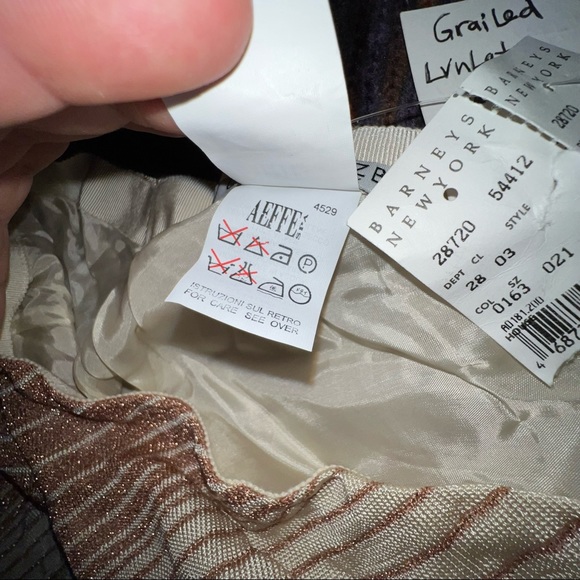 Grailed
BARNEYS
NEW YORK
28720
BARNEYS
NEW YORK
28720 54412
DEPT CL STYLE
28 03
COL SZ
0163 021
4529
AEFFE
P
ISTRUZIONI SUL RETRO
FOR CARE SEE OVER